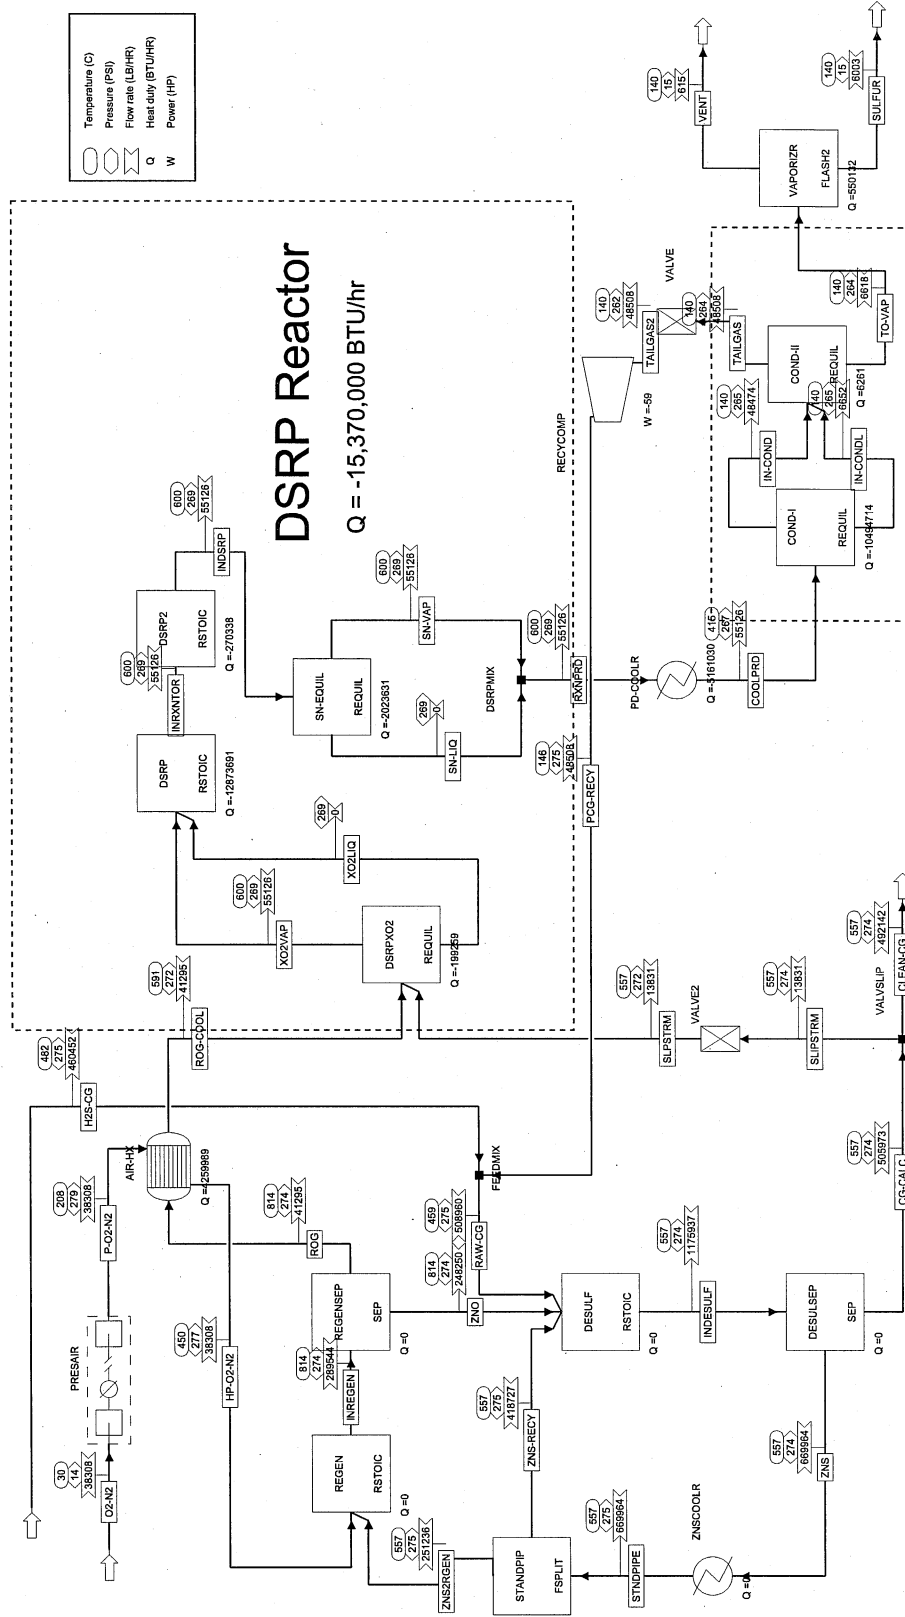 Temperature (C)
Pressure (PSI)
Flow rate (LB/HR)
Q Heat duty (BTU/HR)
W Power (HP)
DSRP Reactor
Q = -15,370,000 BTU/hr
O2-N2
30
14
38308
PRESAIR
P-O2-N2
208
279
38308
H2S-CG
482
275
460452
AIR-HX
ROG-COOL
591
272
41295
HP-O2-N2
450
277
38308
ROG
814
274
41295
REGEN
RSTOIC
Q =0
INREGEN
814
274
289544
REGENSEP
SEP
Q =0
ZNO
814
274
248250
RAW-CG
459
275
508960
FEEDMIX
ZNS2RGEN
557
275
251236
STANDPIP
FSPLIT
ZNS-RECY
557
275
418727
DESULF
RSTOIC
Q =0
INDESULF
557
274
1175937
DESULSEP
SEP
Q =0
ZNS
557
274
669964
ZNSCOOLR
Q =0
STNDPIPE
557
275
669964
CG-CALC
557
274
505973
VALVSLIP
CLEAN-CG
557
274
492142
SLIPSTRM
557
274
13831
VALVE2
SLPSTRM
557
272
13831
DSRPXO2
REQUIL
Q =-199259
XO2VAP
600
269
55126
XO2LIQ
269
0
DSRP
RSTOIC
Q =-12873691
INRXNTOR
600
269
55126
DSRP2
RSTOIC
Q =-270338
INDSRP
600
269
55126
SN-EQUIL
REQUIL
Q =-2023631
SN-VAP
600
269
55126
SN-LIQ
269
0
DSRPMIX
RXNPRD
600
269
55126
PD-COOLR
Q =-5161030
COOLPRD
416
267
55126
PCG-RECY
146
275
48508
RECYCOMP
W =-59
TAILGAS2
140
262
48508
VALVE
TAILGAS
140
264
48508
COND-I
REQUIL
Q =-10494714
IN-COND
140
265
48474
IN-CONDL
140
265
6652
COND-II
REQUIL
Q =6261
TO-VAP
140
264
6618
VAPORIZR
FLASH2
Q =550132
VENT
140
15
615
SULFUR
140
15
6003